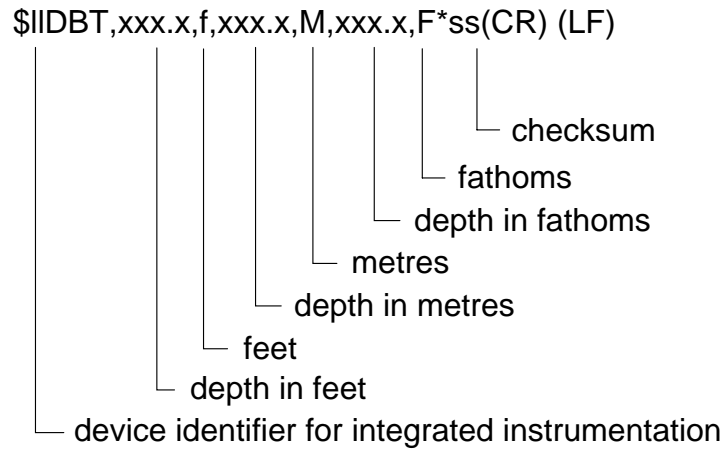 $IIDBT,xxx.x,f,xxx.x,M,xxx.x,F*ss(CR) (LF)
checksum
fathoms
depth in fathoms
metres
depth in metres
feet
depth in feet
device identifier for integrated instrumentation